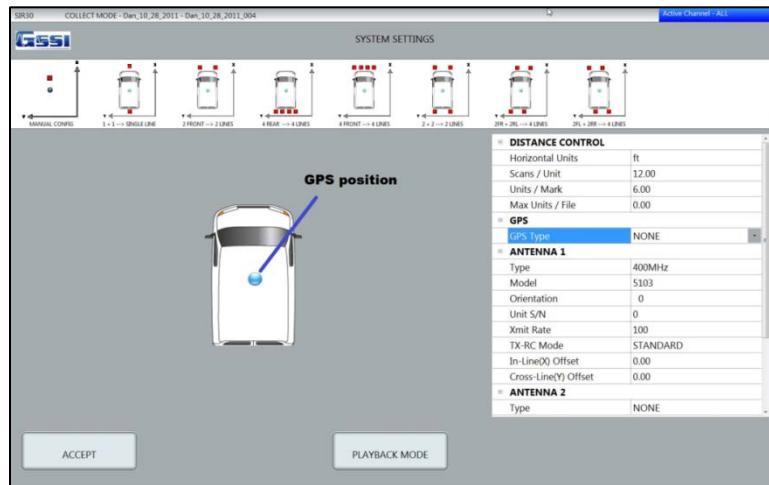 SIR30 COLLECT MODE - Dan_10_28_2011 - Dan_10_28_2011_004 Active Channel - ALL
GSSI
SYSTEM SETTINGS
X X X X X X X X
Y MANUAL CONFIG Y 1 + 1 --> SINGLE LINE Y 2 FRONT --> 2 LINES Y 4 REAR --> 4 LINES Y 4 FRONT --> 4 LINES Y 2 + 2 --> 2 LINES Y 2FR + 2RL --> 4 LINES Y 2FL + 2RR --> 4 LINES
GPS position
DISTANCE CONTROL
Horizontal Units ft
Scans / Unit 12.00
Units / Mark 6.00
Max Units / File 0.00
GPS
GPS Type NONE
ANTENNA 1
Type 400MHz
Model 5103
Orientation 0
Unit S/N 0
Xmit Rate 100
TX-RC Mode STANDARD
In-Line(X) Offset 0.00
Cross-Line(Y) Offset 0.00
ANTENNA 2
Type NONE
ACCEPT
PLAYBACK MODE